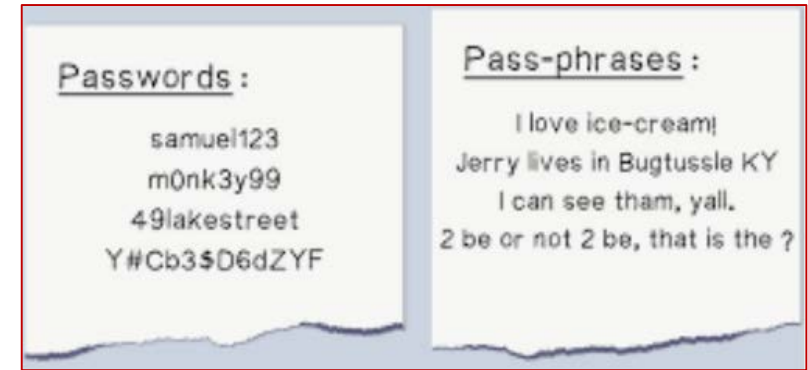 Passwords:
samuel123
m0nk3y99
49lakestreet
Y#Cb3$D6dZYF
Pass-phrases:
I love ice-cream!
Jerry lives in Bugtussle KY
I can see tham, yall.
2 be or not 2 be, that is the ?